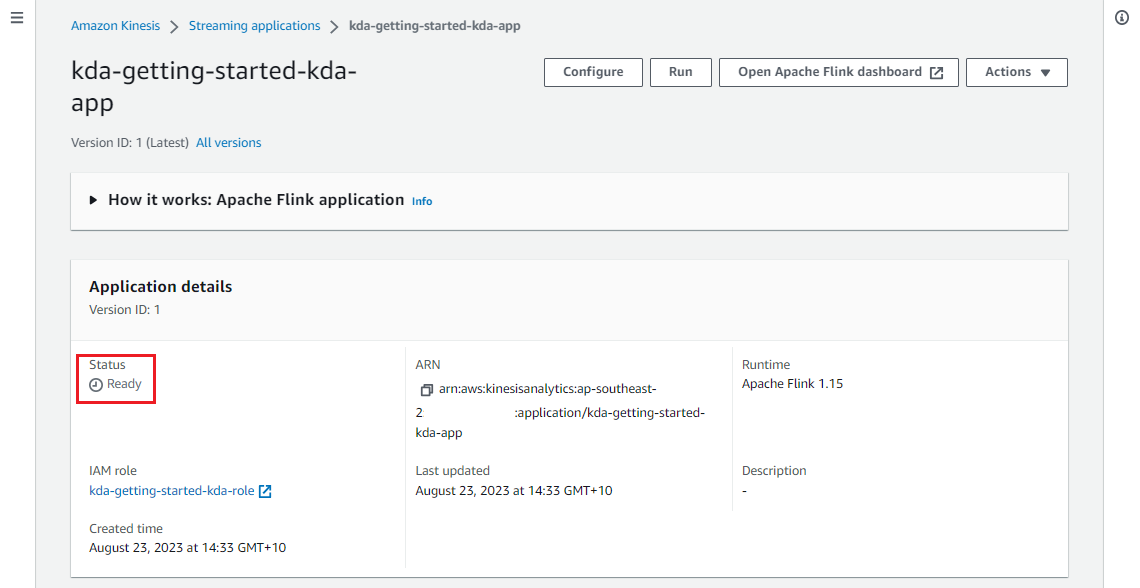 Amazon Kinesis > Streaming applications > kda-getting-started-kda-app
kda-getting-started-kda-
app
Configure
Run
Open Apache Flink dashboard
Actions
Version ID: 1 (Latest) All versions
How it works: Apache Flink application Info
Application details
Version ID: 1
Status
Ready
ARN
arn:aws:kinesisanalytics:ap-southeast-
2 :application/kda-getting-started-
kda-app
Runtime
Apache Flink 1.15
IAM role
kda-getting-started-kda-role
Last updated
August 23, 2023 at 14:33 GMT+10
Description
-
Created time
August 23, 2023 at 14:33 GMT+10